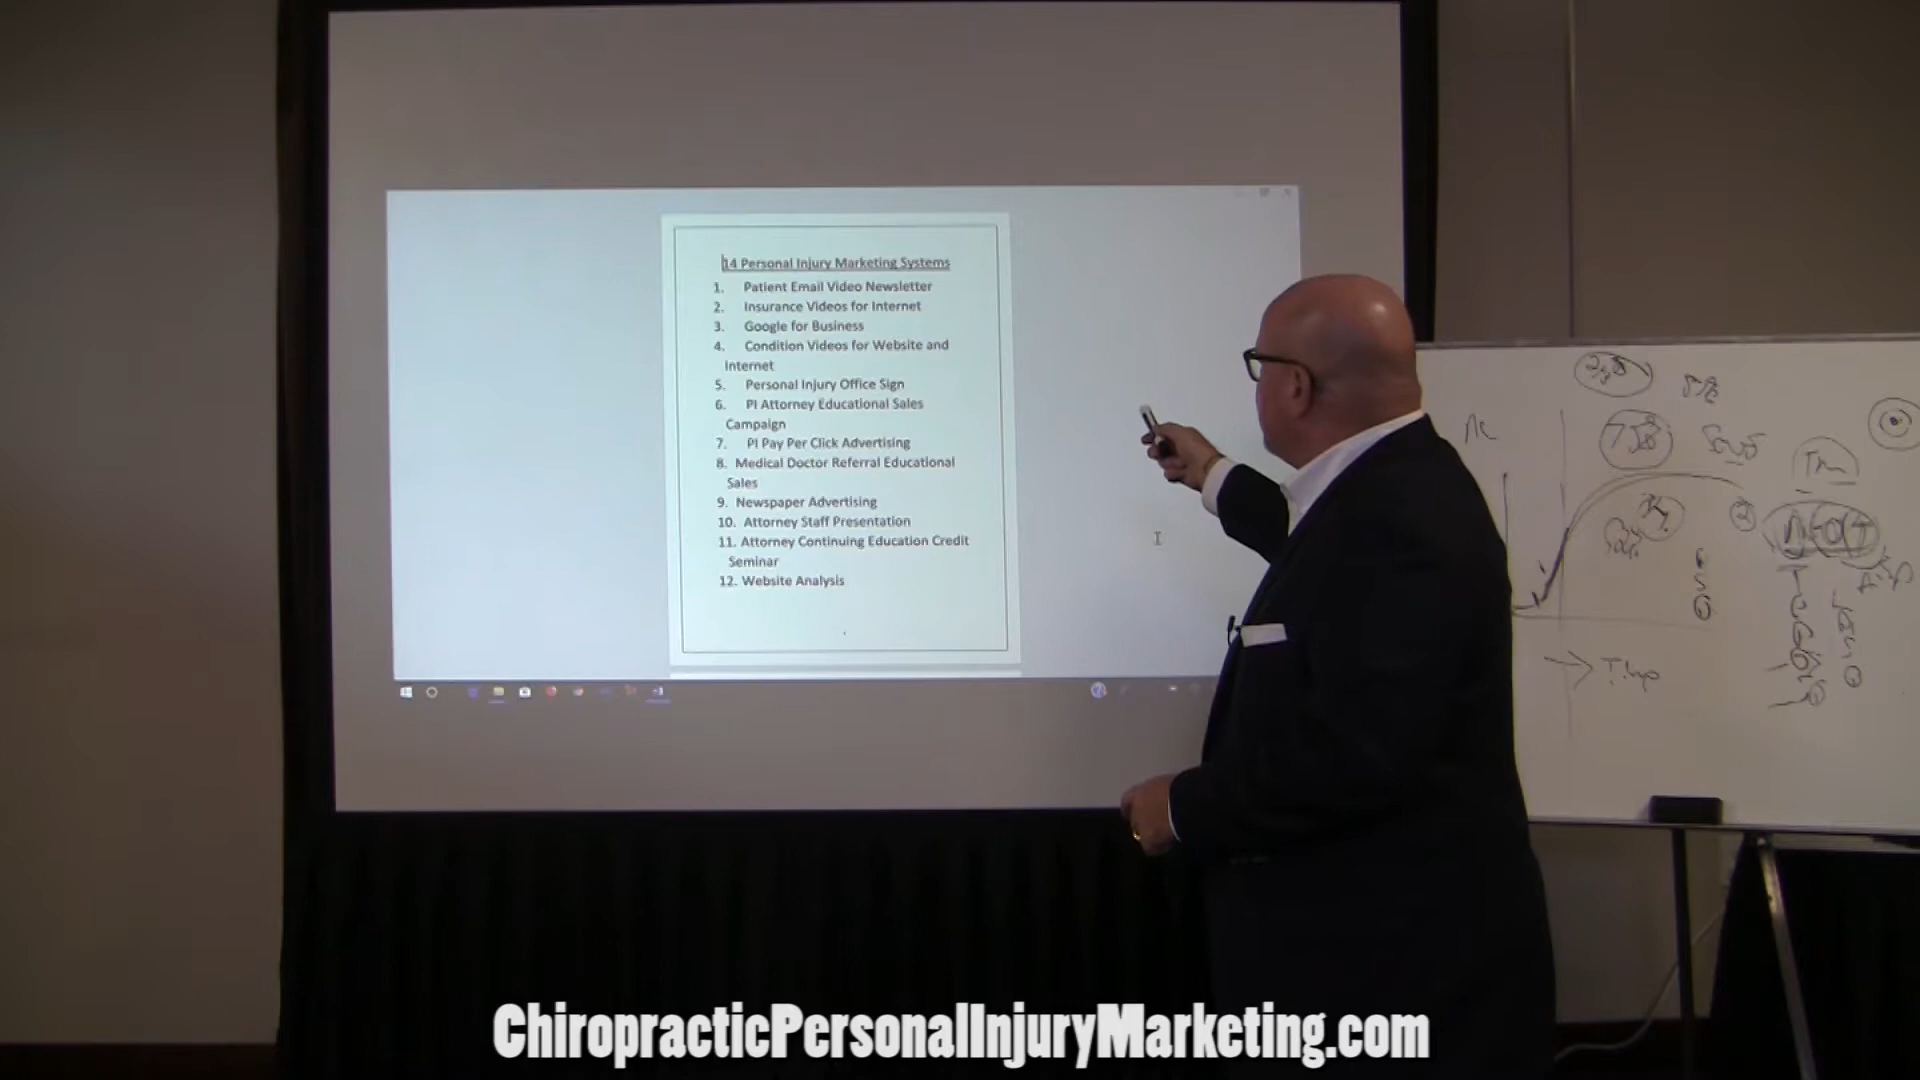 14 Personal Injury Marketing Systems
1. Patient Email Video Newsletter
2. Insurance Videos for Internet
3. Google for Business
4. Condition Videos for Website and
Internet
5. Personal Injury Office Sign
6. PI Attorney Educational Sales
Campaign
7. PI Pay Per Click Advertising
8. Medical Doctor Referral Educational
Sales
9. Newspaper Advertising
10. Attorney Staff Presentation
11. Attorney Continuing Education Credit
Seminar
12. Website Analysis
ChiropracticPersonalInjuryMarketing.com